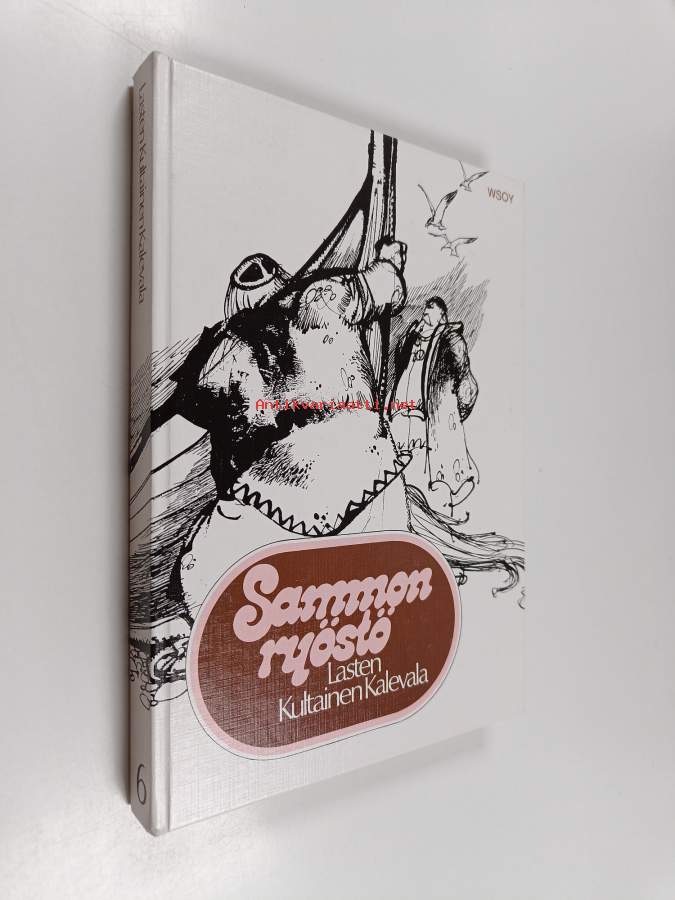 Lasten Kultainen Kalevala
WSOY
Antikvariaatti.net
Sammon
ryöstö
Lasten
Kultainen Kalevala
6